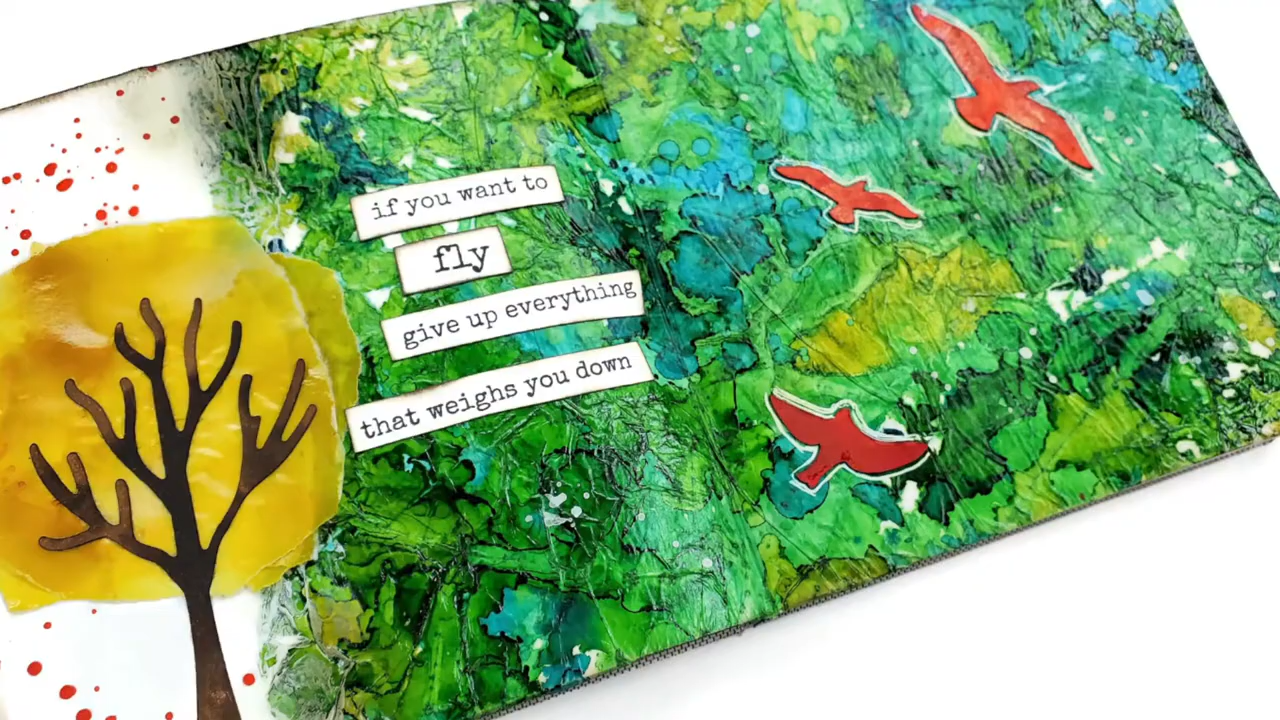 if you want to
fly
give up everything
that weighs you down